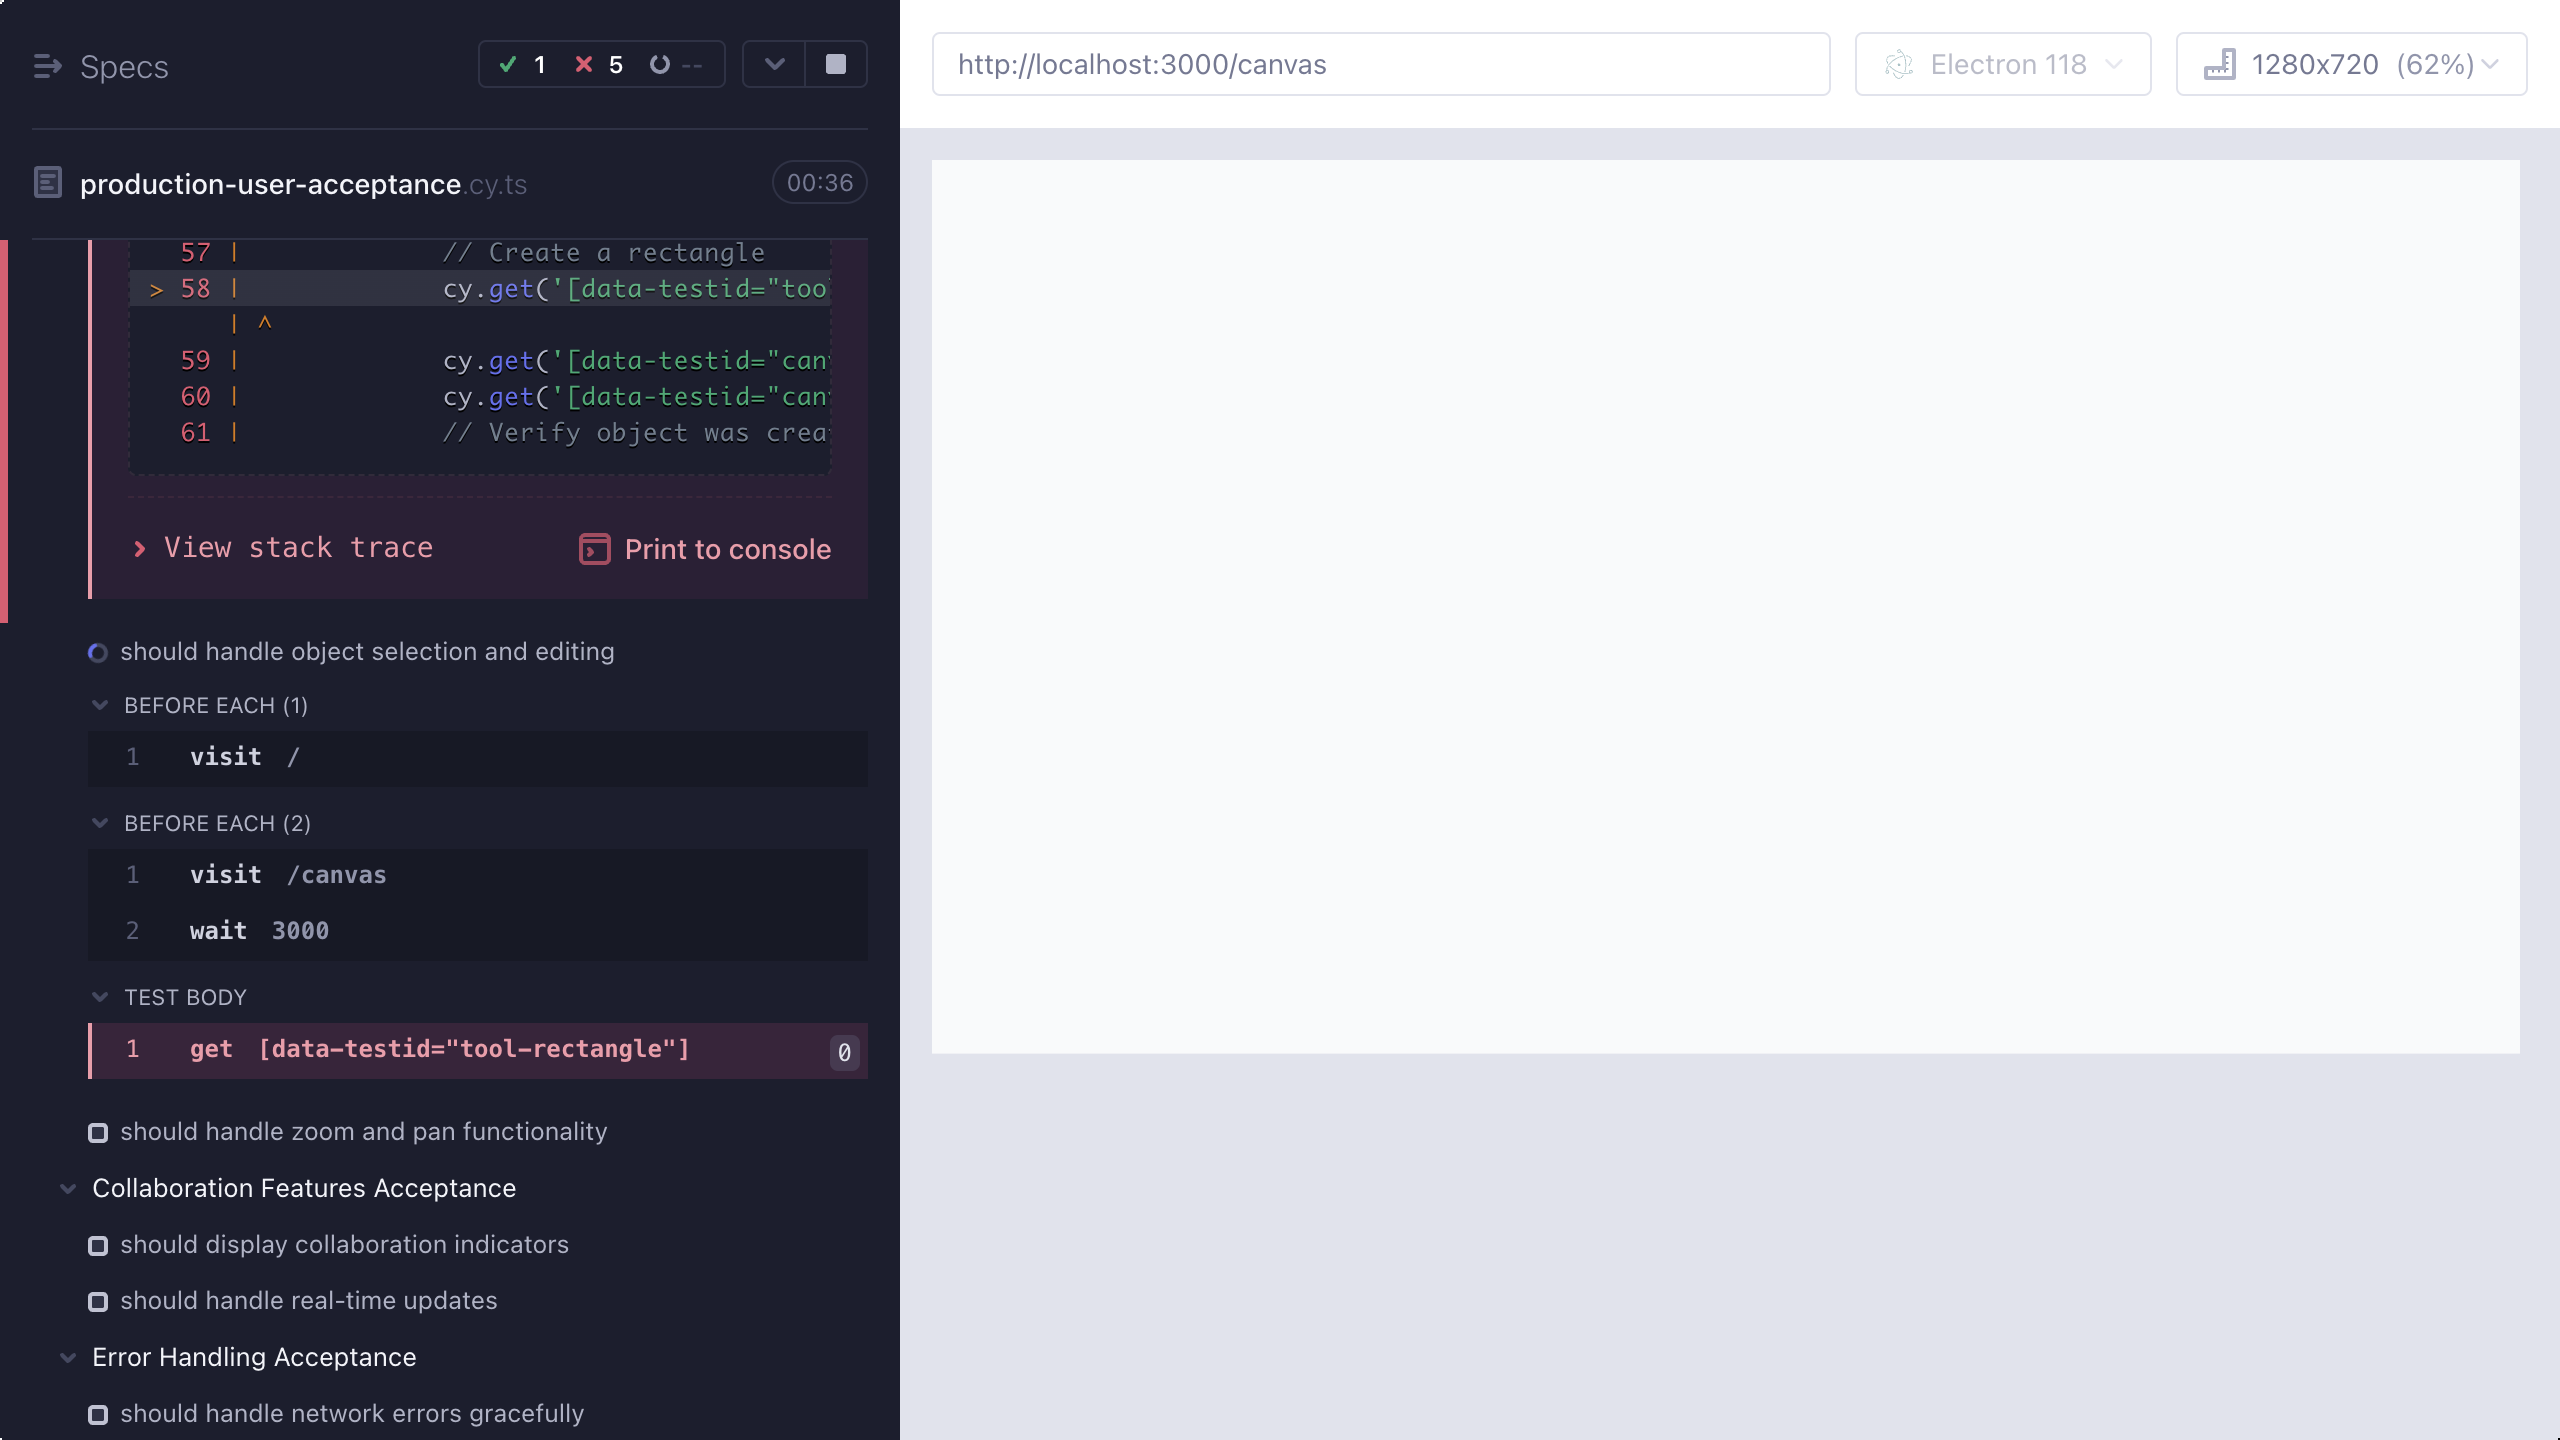 Specs
1
5
--
production-user-acceptance.cy.ts
00:36
57 | // Create a rectangle
> 58 | cy.get('[data-testid="too
| ^
59 | cy.get('[data-testid="can
60 | cy.get('[data-testid="can
61 | // Verify object was crea
View stack trace
Print to console
should handle object selection and editing
BEFORE EACH (1)
1 visit /
BEFORE EACH (2)
1 visit /canvas
2 wait 3000
TEST BODY
1 get [data-testid="tool-rectangle"] 0
should handle zoom and pan functionality
Collaboration Features Acceptance
should display collaboration indicators
should handle real-time updates
Error Handling Acceptance
should handle network errors gracefully
http://localhost:3000/canvas
Electron 118
1280x720 (62%)